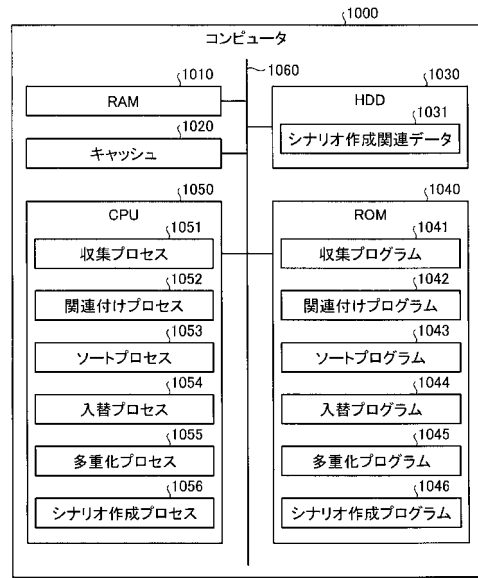 1000
コンピュータ
1060
1010
RAM
1020
キャッシュ
1030
HDD
1031
シナリオ作成関連データ
1050
CPU
1051
収集プロセス
1052
関連付けプロセス
1053
ソートプロセス
1054
入替プロセス
1055
多重化プロセス
1056
シナリオ作成プロセス
1040
ROM
1041
収集プログラム
1042
関連付けプログラム
1043
ソートプログラム
1044
入替プログラム
1045
多重化プログラム
1046
シナリオ作成プログラム